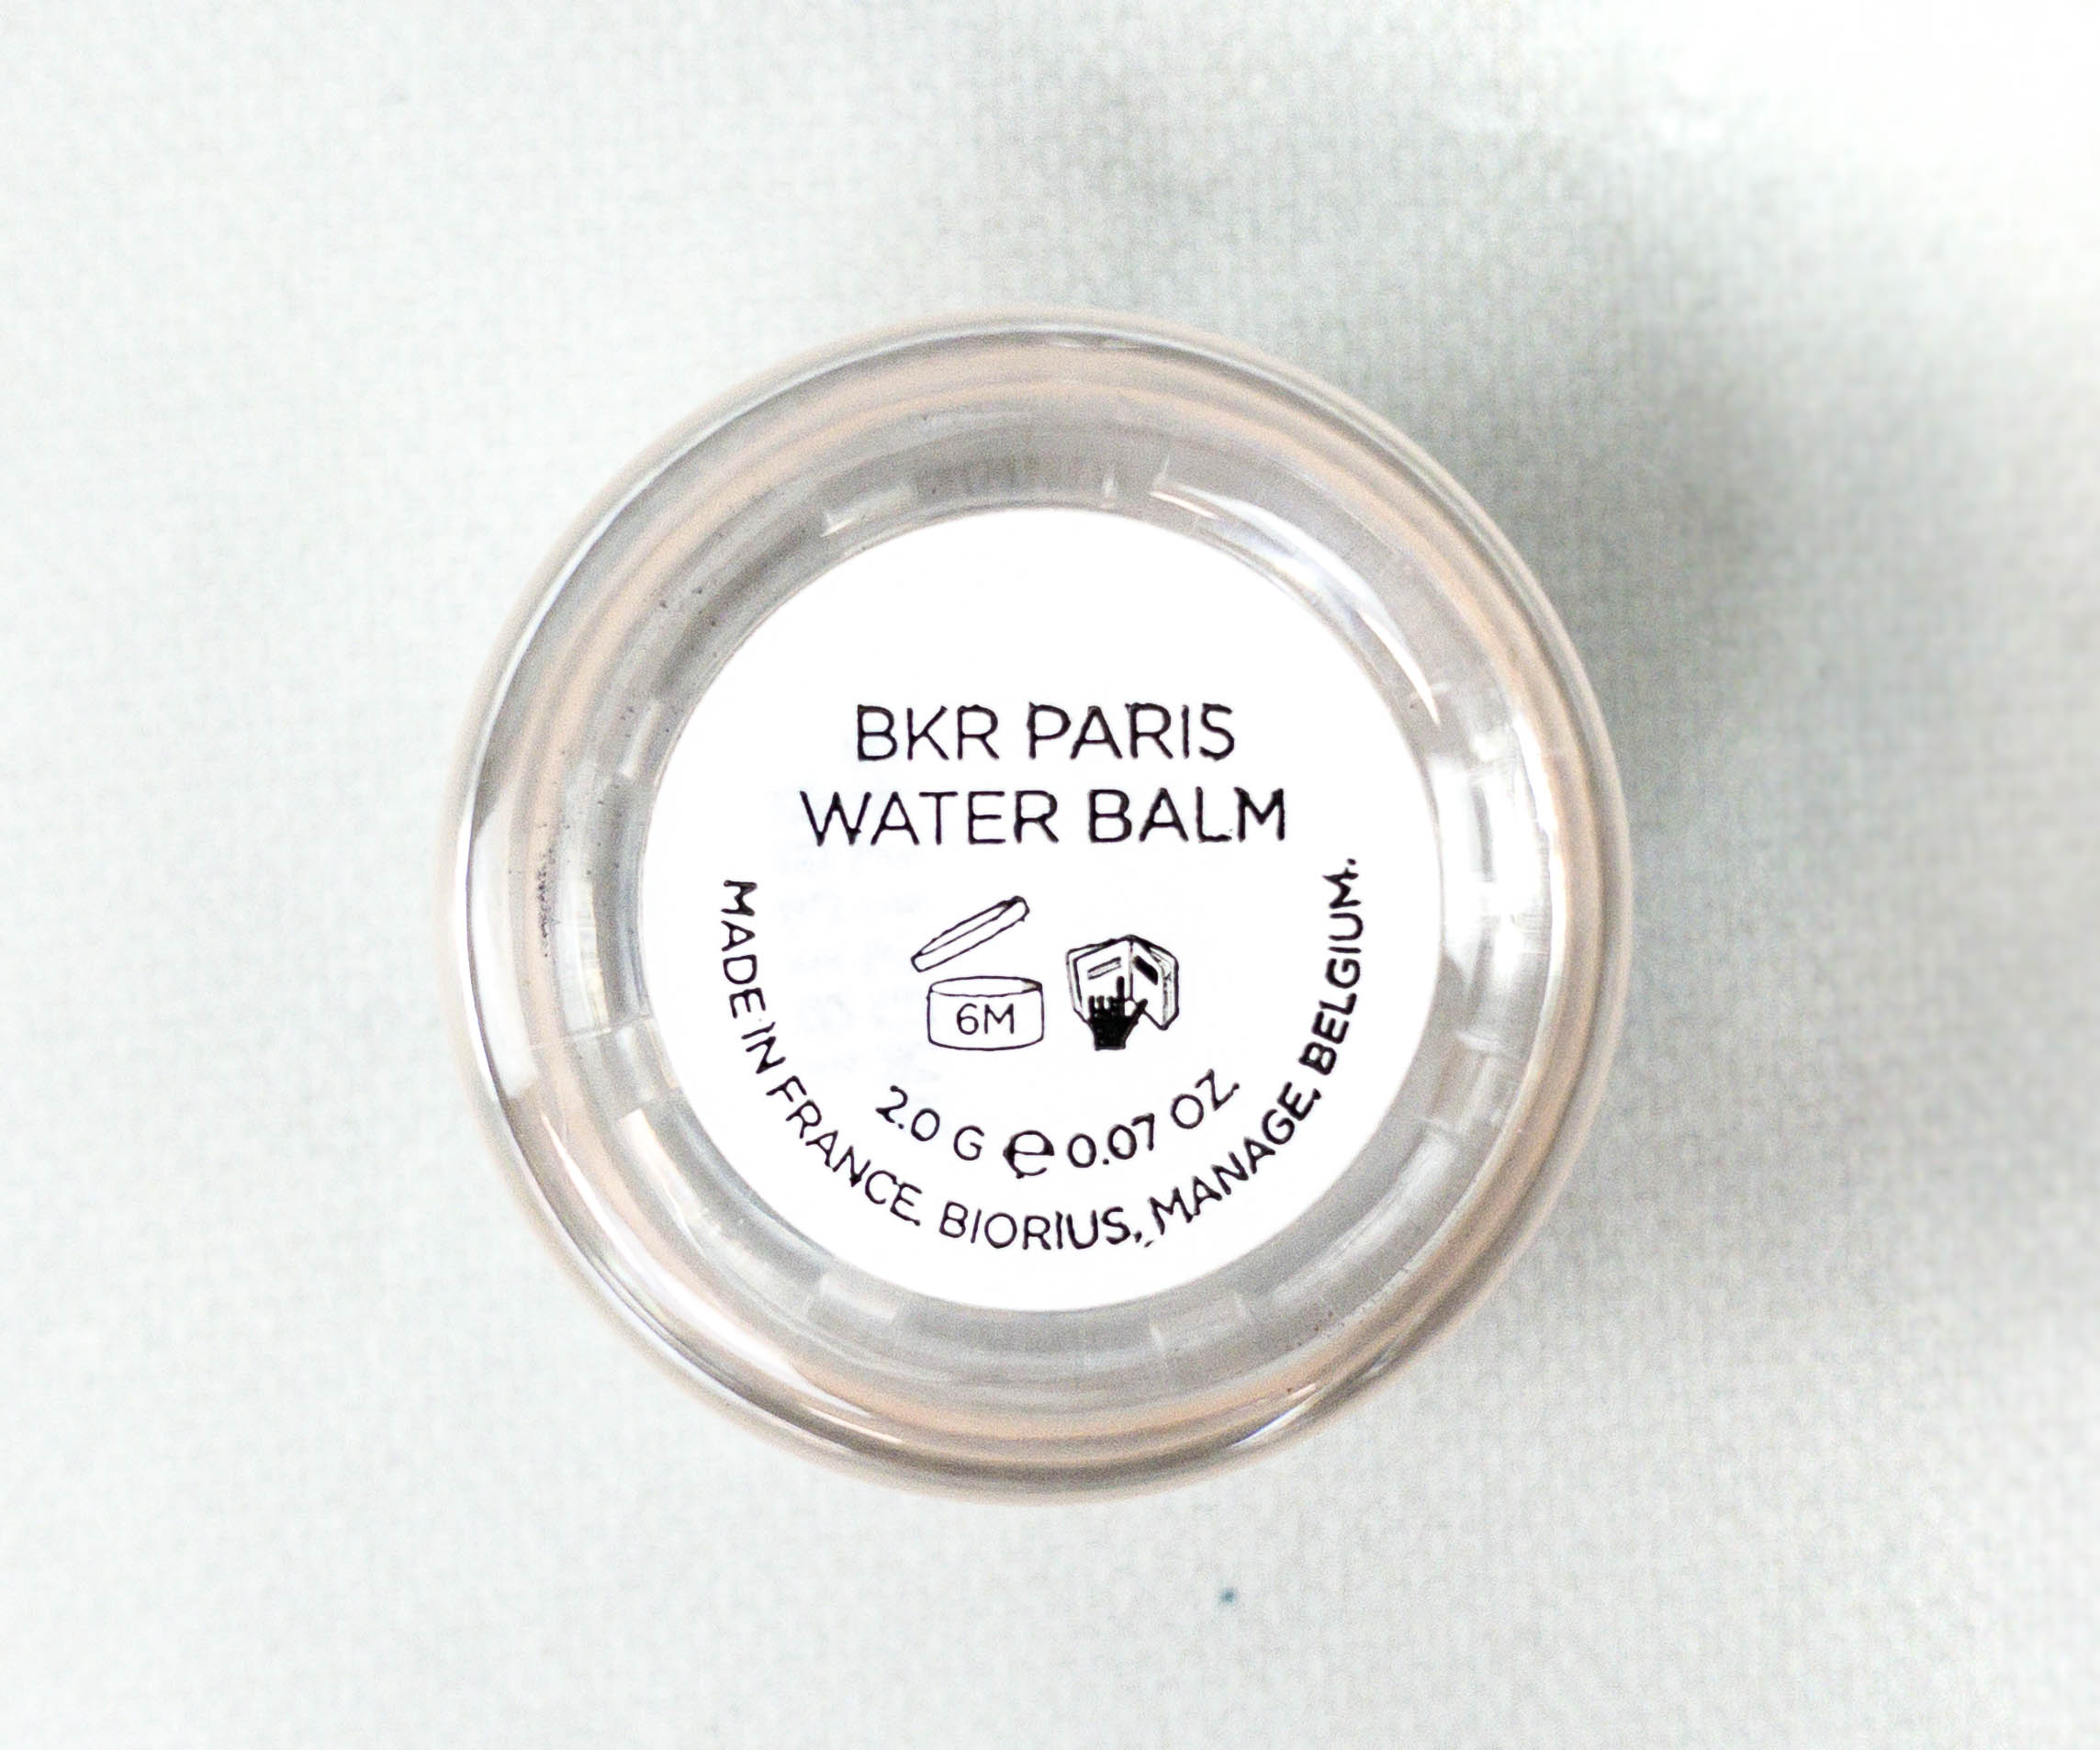 BKR PARIS
WATER BALM
6M
2.0 G e 0.07 OZ.
MADE IN FRANCE. BIORIUS, MANAGE, BELGIUM.